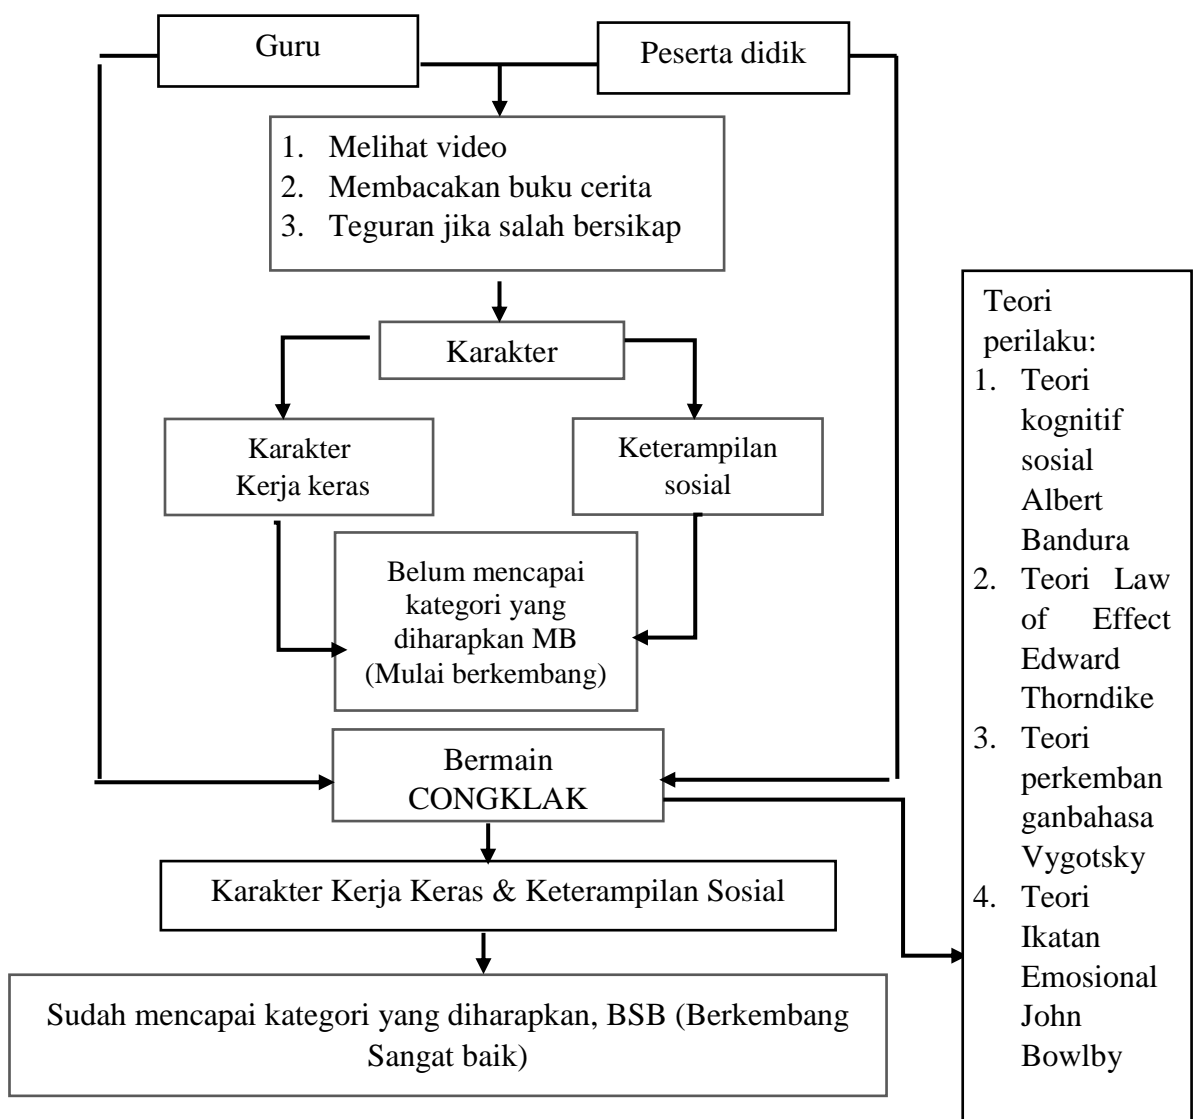 Guru
Peserta didik
1. Melihat video
2. Membacakan buku cerita
3. Teguran jika salah bersikap
Karakter
Karakter
Kerja keras
Keterampilan
sosial
Belum mencapai
kategori yang
diharapkan MB
(Mulai berkembang)
Bermain
CONGKLAK
Karakter Kerja Keras & Keterampilan Sosial
Sudah mencapai kategori yang diharapkan, BSB (Berkembang
Sangat baik)
Teori
perilaku:
1. Teori
kognitif
sosial
Albert
Bandura
2. Teori Law
of Effect
Edward
Thorndike
3. Teori
perkemban
ganbahasa
Vygotsky
4. Teori
Ikatan
Emosional
John
Bowlby